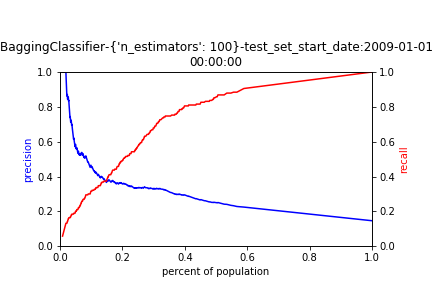 BaggingClassifier-{'n_estimators': 100}-test_set_start_date:2009-01-01
00:00:00
1.0 1.0
0.8 0.8
0.6 0.6
precision recall
0.4 0.4
0.2 0.2
0.0 0.0
0.0 0.2 0.4 0.6 0.8 1.0
percent of population